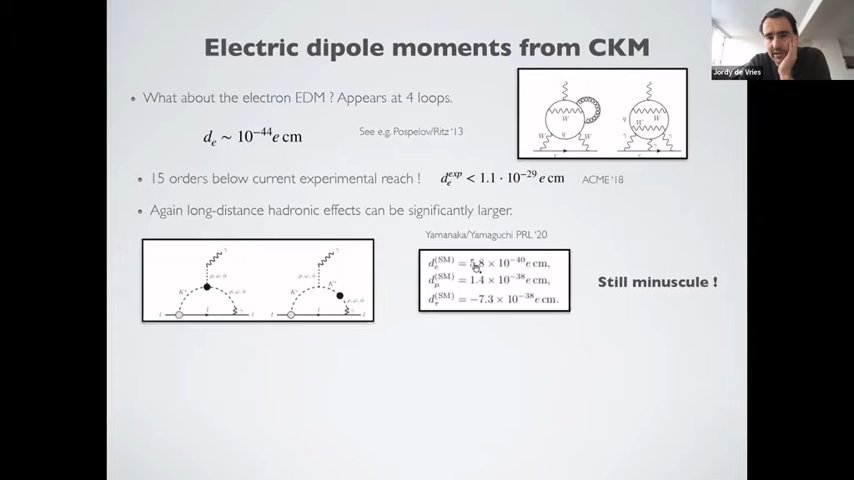 Electric dipole moments from CKM
Jordy de Vries
• What about the electron EDM ? Appears at 4 loops.
d_e ∼ 10^{-44} e cm
See e.g. Pospelov/Ritz '13
W
q
W
W
W
W
q
W
γ
γ
γ
e
• 15 orders below current experimental reach !
d_e^{exp} < 1.1 · 10^{-29} e cm
ACME '18
• Again long-distance hadronic effects can be significantly larger.
Yamanaka/Yamaguchi PRL '20
γ
ρ, ω, φ
K*
ρ, ω, φ
l
l
γ
l
γ
ρ, ω, φ
K*
K*
l
l
γ
l
d_e^{(SM)} = 5.8 × 10^{-40} e cm,
d_μ^{(SM)} = 1.4 × 10^{-38} e cm,
d_τ^{(SM)} = −7.3 × 10^{-38} e cm.
Still minuscule !